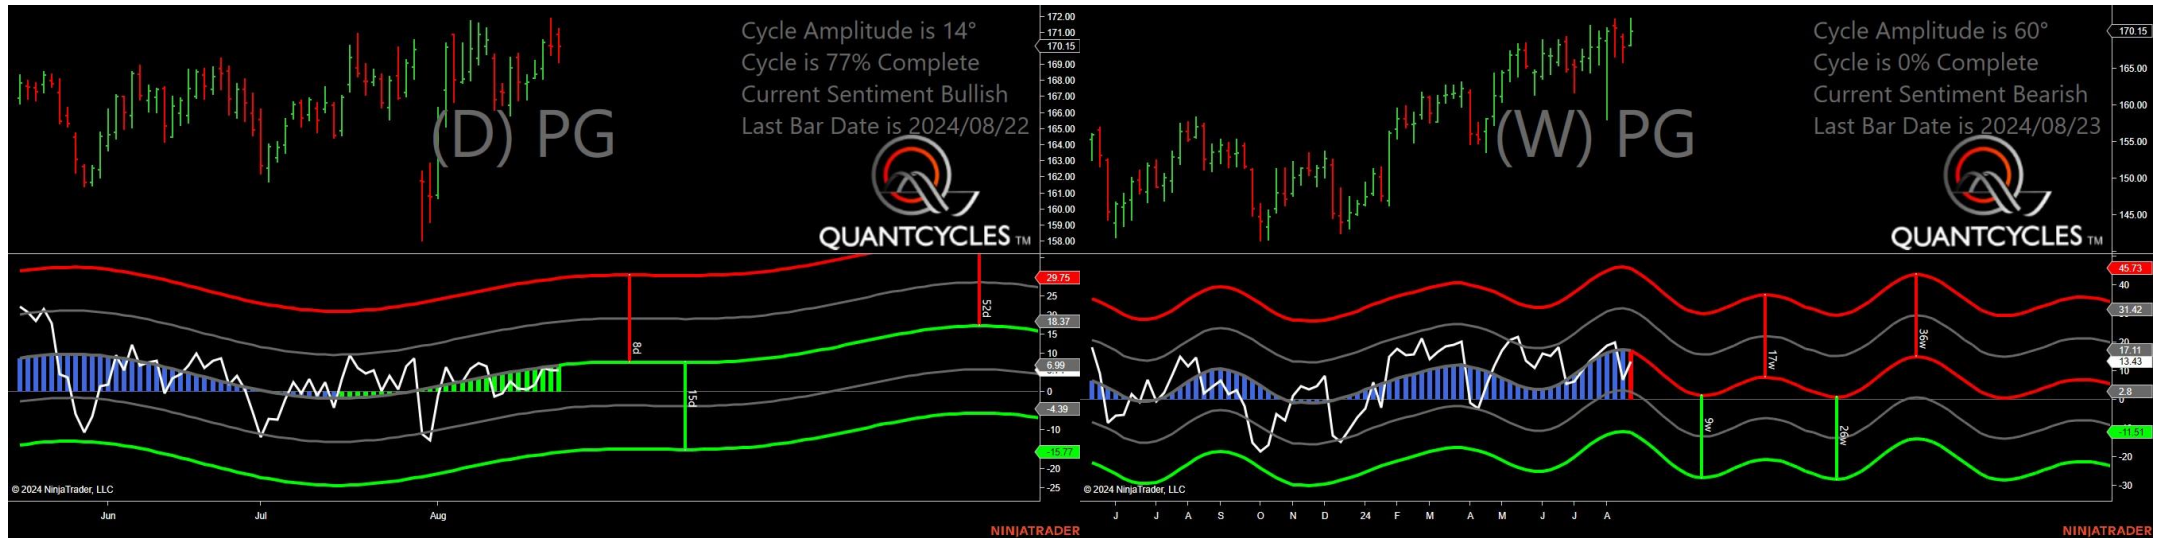 Cycle Amplitude is 14°
Cycle is 77% Complete
Current Sentiment Bullish
Last Bar Date is 2024/08/22
(D) PG
QUANTCYCLES TM
172.00
171.00
170.15
169.00
168.00
167.00
166.00
165.00
164.00
163.00
162.00
161.00
160.00
159.00
158.00
8d
15d
52d
29.75
25
18.37
15
10
6.99
0
-4.39
-10
-15.77
-20
-25
© 2024 NinjaTrader, LLC
Jun
Jul
Aug
NINJATRADER
Cycle Amplitude is 60°
Cycle is 0% Complete
Current Sentiment Bearish
Last Bar Date is 2024/08/23
(W) PG
QUANTCYCLES TM
170.15
165.00
160.00
155.00
150.00
145.00
9w
17w
26w
36w
45.73
40
31.42
20
17.11
13.43
10
2.8
0
-11.51
-20
-30
© 2024 NinjaTrader, LLC
J J A S O N D 24 F M A M J J A
NINJATRADER